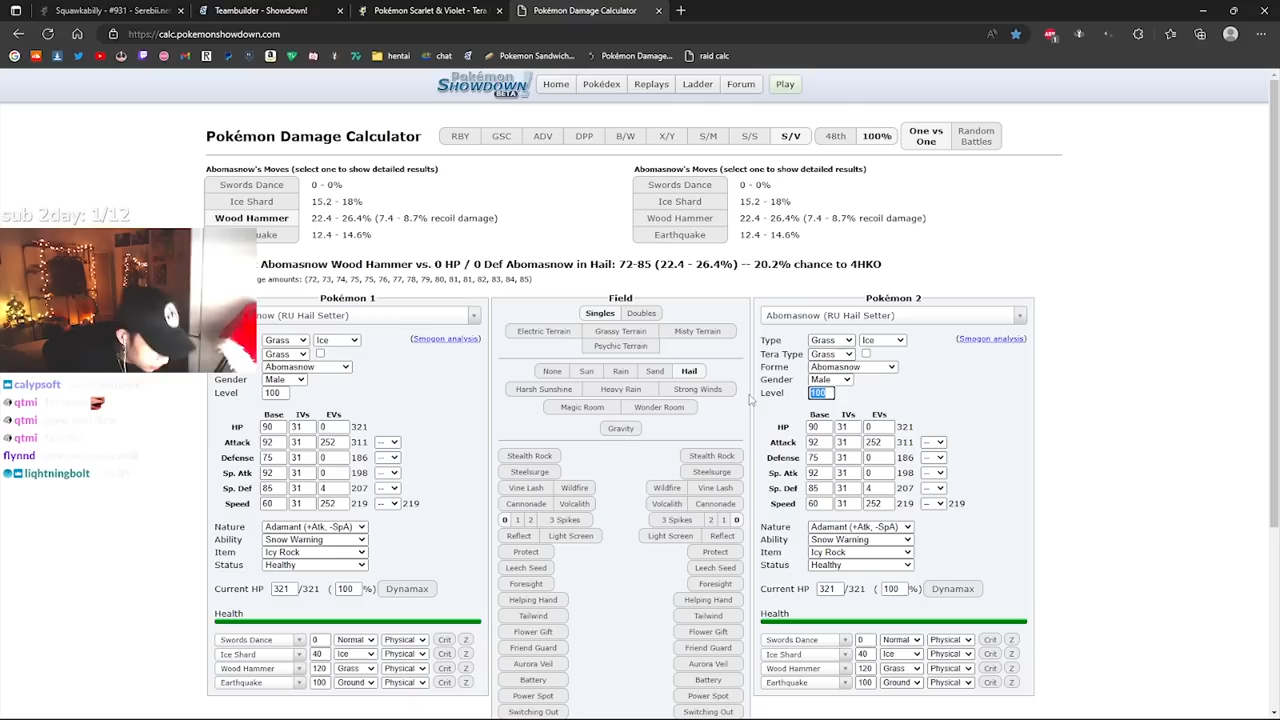 Squawkabilly - #931 - Serebii.net
Teambuilder - Showdown!
Pokémon Scarlet & Violet - Tera
Pokémon Damage Calculator
https://calc.pokemonshowdown.com
hentai
chat
Pokemon Sandwich...
Pokémon Damage...
raid calc
Pokémon SHOWDOWN BETA
Home Pokédex Replays Ladder Forum Play
Pokémon Damage Calculator
RBY GSC ADV DPP B/W X/Y S/M S/S S/V 48th 100% One vs One Random Battles
Abomasnow's Moves (select one to show detailed results)
Swords Dance 0 - 0%
Ice Shard 15.2 - 18%
Wood Hammer 22.4 - 26.4% (7.4 - 8.7% recoil damage)
uake 12.4 - 14.6%
Abomasnow's Moves (select one to show detailed results)
Swords Dance 0 - 0%
Ice Shard 15.2 - 18%
Wood Hammer 22.4 - 26.4% (7.4 - 8.7% recoil damage)
Earthquake 12.4 - 14.6%
sub 2day: 1/12
Abomasnow Wood Hammer vs. 0 HP / 0 Def Abomasnow in Hail: 72-85 (22.4 - 26.4%) -- 20.2% chance to 4HKO
ge amounts: (72, 73, 74, 75, 75, 76, 77, 78, 79, 80, 81, 81, 82, 83, 84, 85)
calypsoft
qtmi
qtmi
qtmi
flynnd
lightningbolt
Pokémon 1
now (RU Hail Setter)
Grass Ice (Smogon analysis)
Grass
Abomasnow
Gender Male
Level 100
Base IVs EVs
HP 90 31 0 321
Attack 92 31 252 311 --
Defense 75 31 0 186 --
Sp. Atk 92 31 0 198 --
Sp. Def 85 31 4 207 --
Speed 60 31 252 219 -- 219
Nature Adamant (+Atk, -SpA)
Ability Snow Warning
Item Icy Rock
Status Healthy
Current HP 321 /321 ( 100 %) Dynamax
Health
Swords Dance 0 Normal Physical Crit Z
Ice Shard 40 Ice Physical Crit Z
Wood Hammer 120 Grass Physical Crit Z
Earthquake 100 Ground Physical Crit Z
Field
Singles Doubles
Electric Terrain Grassy Terrain Misty Terrain
Psychic Terrain
None Sun Rain Sand Hail
Harsh Sunshine Heavy Rain Strong Winds
Magic Room Wonder Room
Gravity
Stealth Rock Stealth Rock
Steelsurge Steelsurge
Vine Lash Wildfire Wildfire Vine Lash
Cannonade Volcalith Volcalith Cannonade
0 1 2 3 Spikes 3 Spikes 2 1 0
Reflect Light Screen Light Screen Reflect
Protect Protect
Leech Seed Leech Seed
Foresight Foresight
Helping Hand Helping Hand
Tailwind Tailwind
Flower Gift Flower Gift
Friend Guard Friend Guard
Aurora Veil Aurora Veil
Battery Battery
Power Spot Power Spot
Switching Out Switching Out
Pokémon 2
Abomasnow (RU Hail Setter)
Type Grass Ice (Smogon analysis)
Tera Type Grass
Forme Abomasnow
Gender Male
Level 100
Base IVs EVs
HP 90 31 0 321
Attack 92 31 252 311 --
Defense 75 31 0 186 --
Sp. Atk 92 31 0 198 --
Sp. Def 85 31 4 207 --
Speed 60 31 252 219 -- 219
Nature Adamant (+Atk, -SpA)
Ability Snow Warning
Item Icy Rock
Status Healthy
Current HP 321 /321 ( 100 %) Dynamax
Health
Swords Dance 0 Normal Physical Crit Z
Ice Shard 40 Ice Physical Crit Z
Wood Hammer 120 Grass Physical Crit Z
Earthquake 100 Ground Physical Crit Z